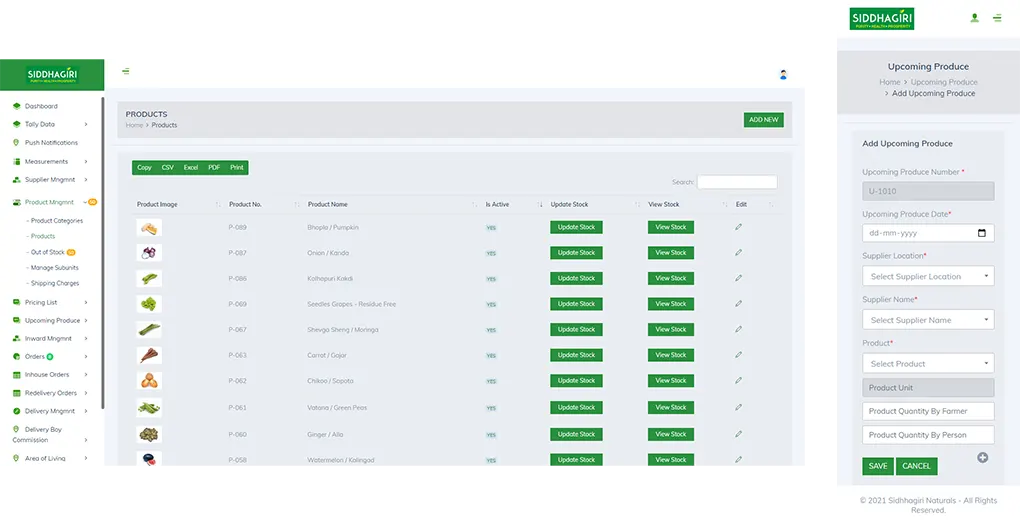 SIDDHAGIRI
PURITY • HEALTH • PROSPERITY
Dashboard
Tally Data
Push Notifications
Measurements
Supplier Mngmnt
Product Mngmnt
Product Categories
Products
Out of Stock
Manage Subunits
Shipping Charges
Pricing List
Upcoming Produce
Inward Mngmnt
Orders
Inhouse Orders
Redelivery Orders
Delivery Mngmnt
Delivery Boy
Commission
Area of Living
PRODUCTS
Home > Products
ADD NEW
Copy CSV Excel PDF Print
Search:
Product Image Product No. Product Name Is Active Update Stock View Stock Edit
P-089 Bhopla / Pumpkin YES Update Stock View Stock
P-087 Onion / Kanda YES Update Stock View Stock
P-086 Kolhapuri Kakdi YES Update Stock View Stock
P-069 Seedles Grapes - Residue Free YES Update Stock View Stock
P-067 Shevga Sheng / Moringa YES Update Stock View Stock
P-063 Carrot / Gajar YES Update Stock View Stock
P-062 Chikoo / Sapota YES Update Stock View Stock
P-061 Vatana / Green Peas YES Update Stock View Stock
P-060 Ginger / Alla YES Update Stock View Stock
P-058 Watermelon / Kalingad YES Update Stock View Stock
SIDDHAGIRI
PURITY • HEALTH • PROSPERITY
Upcoming Produce
Home > Upcoming Produce
> Add Upcoming Produce
Add Upcoming Produce
Upcoming Produce Number *
U-1010
Upcoming Produce Date*
dd-mm-yyyy
Supplier Location*
Select Supplier Location
Supplier Name*
Select Supplier Name
Product*
Select Product
Product Unit
Product Quantity By Farmer
Product Quantity By Person
SAVE CANCEL
© 2021 Sidhhagiri Naturals - All Rights
Reserved.